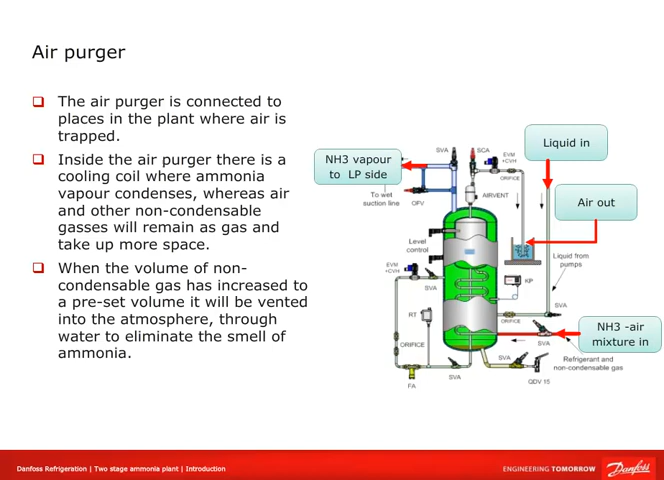 Air purger
The air purger is connected to
places in the plant where air is
trapped.
Inside the air purger there is a
cooling coil where ammonia
vapour condenses, whereas air
and other non-condensable
gasses will remain as gas and
take up more space.
When the volume of non-
condensable gas has increased to
a pre-set volume it will be vented
into the atmosphere, through
water to eliminate the smell of
ammonia.
NH3 vapour
to LP side
Liquid in
Air out
NH3 -air
mixture in
SVA
SCA
EVM
+CVH
ORIFICE
To wet
suction line
OFV
AIRVENT
Level
control
Liquid from
pumps
EVM
+CVH
SVA
KP
SVA
RT
ORIFICE
SVA
ORIFICE
Refrigerant and
non-condensable gas
SVA
SVA
FA
QDV 15
Danfoss Refrigeration | Two stage ammonia plant | Introduction
ENGINEERING TOMORROW
Danfoss